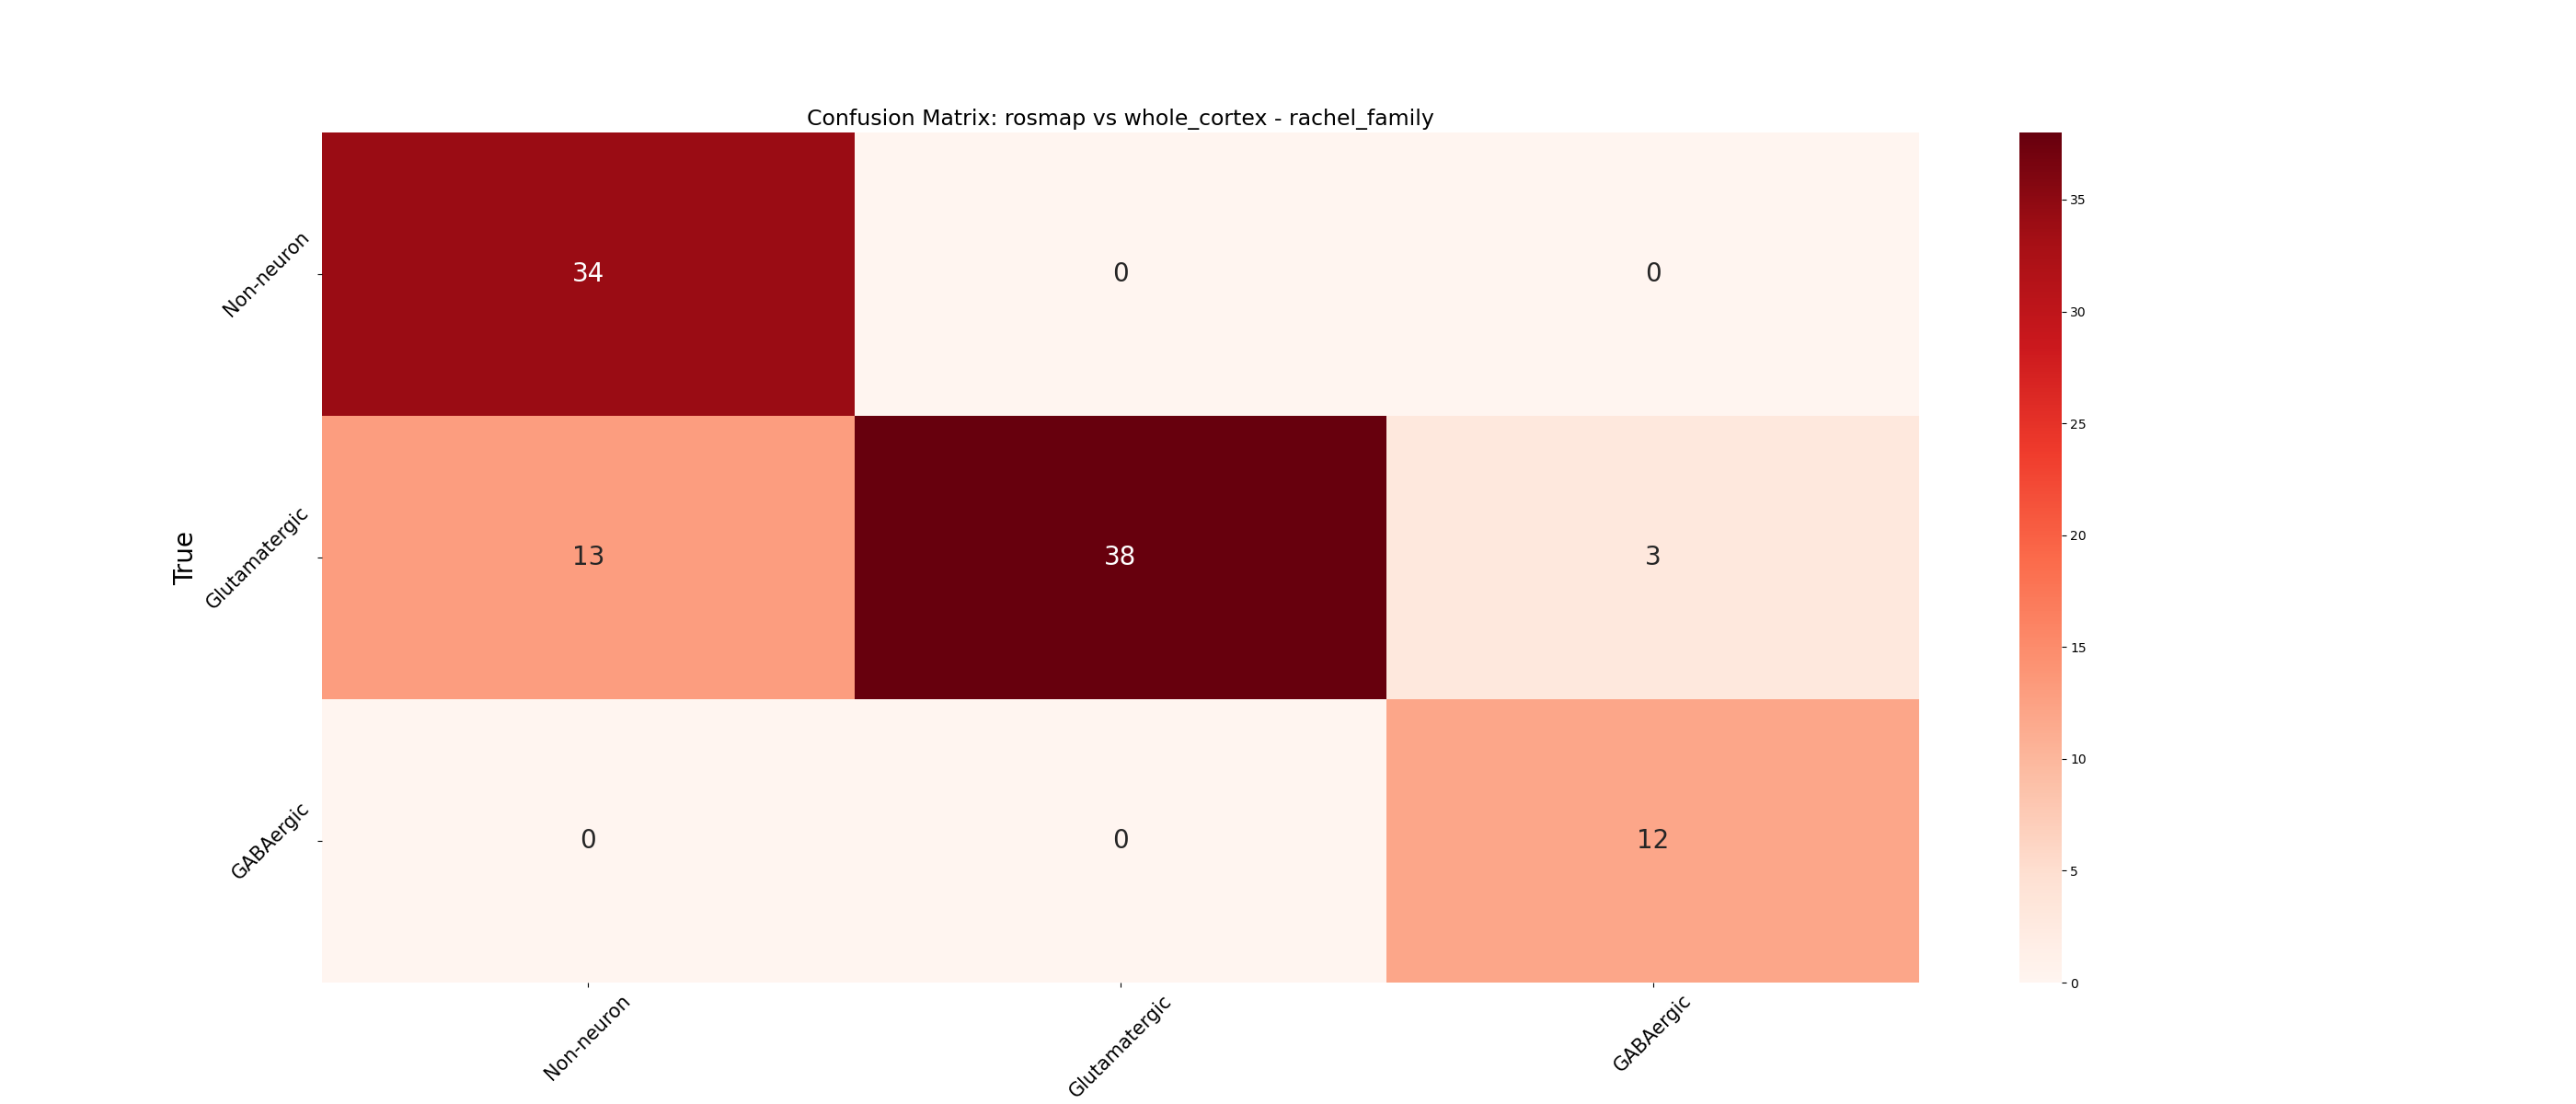 Confusion Matrix: rosmap vs whole_cortex - rachel_family
True
Non-neuron
34
0
0
Glutamatergic
13
38
3
GABAergic
0
0
12
Non-neuron
Glutamatergic
GABAergic
35
30
25
20
15
10
5
0